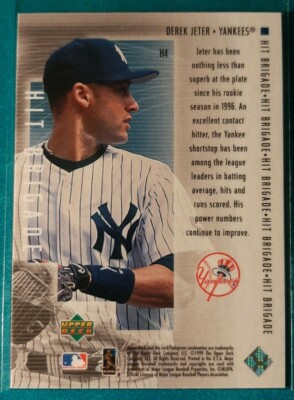 DEREK JETER • YANKEES®
H4
Jeter has been
nothing less than
superb at the plate
since his rookie
season in 1996. An
excellent contact
hitter, the Yankee
shortstop has been
among the league
leaders in batting
average, hits and
runs scored. His
power numbers
continue to improve.
HIT BRIGADE•HIT BRIGADE•HIT BRIGADE•HIT BRIGADE
HIT BRIGADE
NY
Yankees
UPPER
DECK